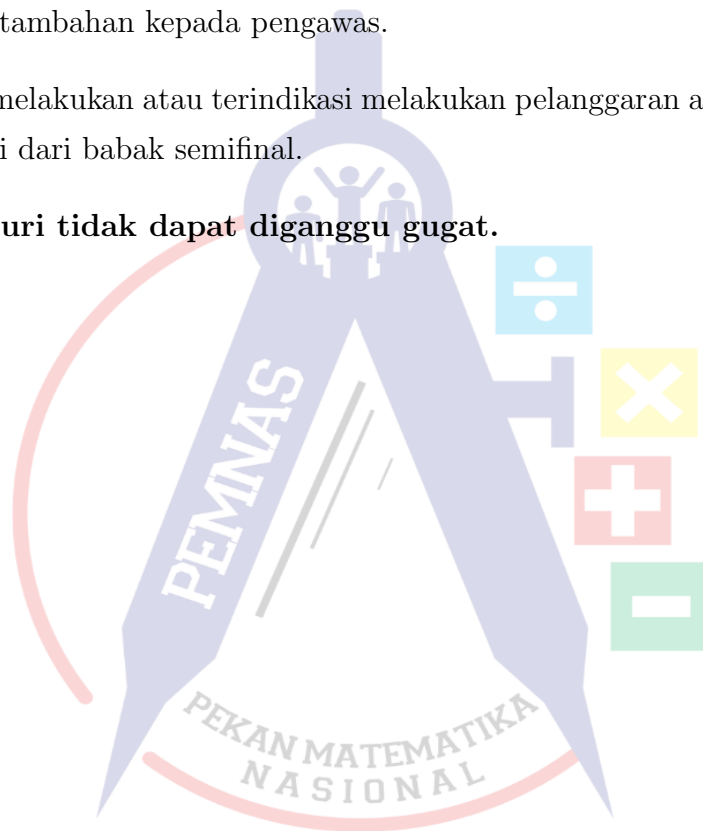 tambahan kepada pengawas.
melakukan atau terindikasi melakukan pelanggaran a
i dari babak semifinal.
uri tidak dapat diganggu gugat.
PEMNAS
PEKAN MATEMATIKA
NASIONAL